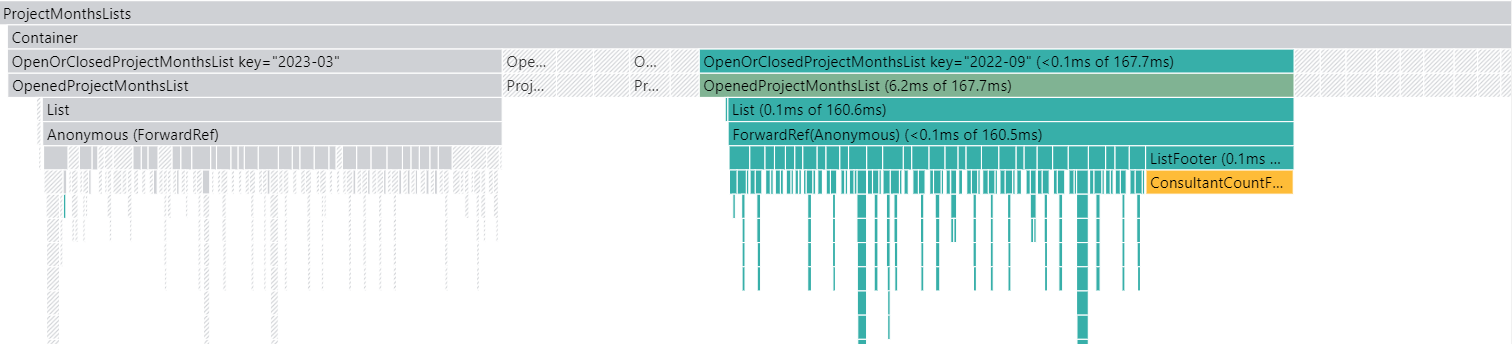 ProjectMonthsLists
Container
OpenOrClosedProjectMonthsList key="2023-03"
Ope...
O...
OpenOrClosedProjectMonthsList key="2022-09" (<0.1ms of 167.7ms)
OpenedProjectMonthsList
Proj...
Pr...
OpenedProjectMonthsList (6.2ms of 167.7ms)
List
List (0.1ms of 160.6ms)
Anonymous (ForwardRef)
ForwardRef(Anonymous) (<0.1ms of 160.5ms)
ListFooter (0.1ms ...
ConsultantCountF...